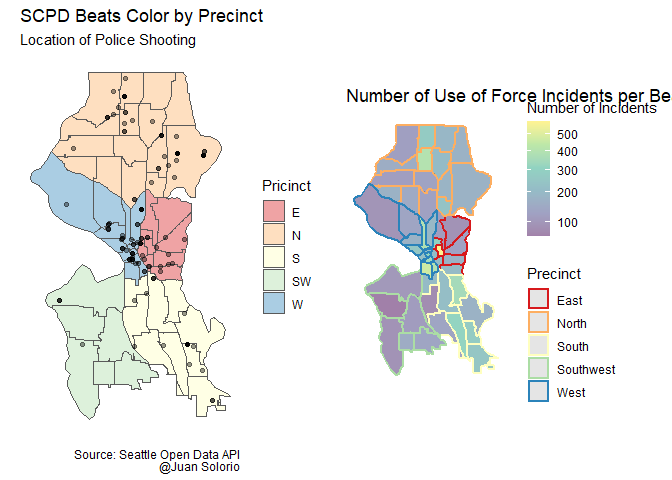 SCPD Beats Color by Precinct
Location of Police Shooting
Pricinct
E
N
S
SW
W
Source: Seattle Open Data API
@Juan Solorio
Number of Use of Force Incidents per Be
Number of Incidents
500
400
300
200
100
Precinct
East
North
South
Southwest
West